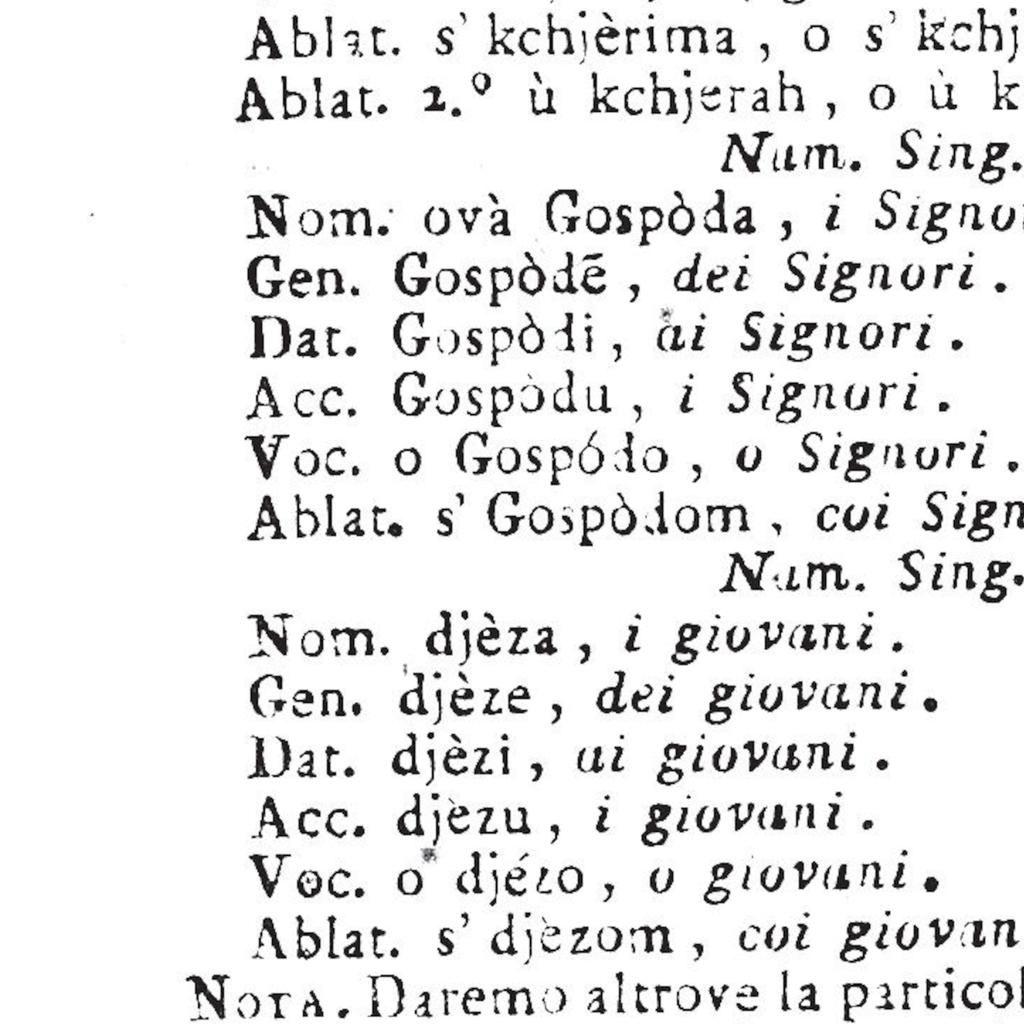 Ablat. s' kchjèrima, o s' kchj
Ablat. 2.º ù kchjerah, o ù k
Num. Sing.
Nom. ovà Gospòda, i Signo
Gen. Gospòdē, dei Signori.
Dat. Gospòdi, ai Signori.
Acc. Gospòdu, i Signori.
Voc. o Gospódo, o Signori.
Ablat. s' Gospòdom, coi Sign
Num. Sing.
Nom. djèza, i giovani.
Gen. djèze, dei giovani.
Dat. djèzi, ai giovani.
Acc. djèzu, i giovani.
Voc. o djézo, o giovani.
Ablat. s' djèzom, coi giovan
NOTA. Daremo altrove la particol